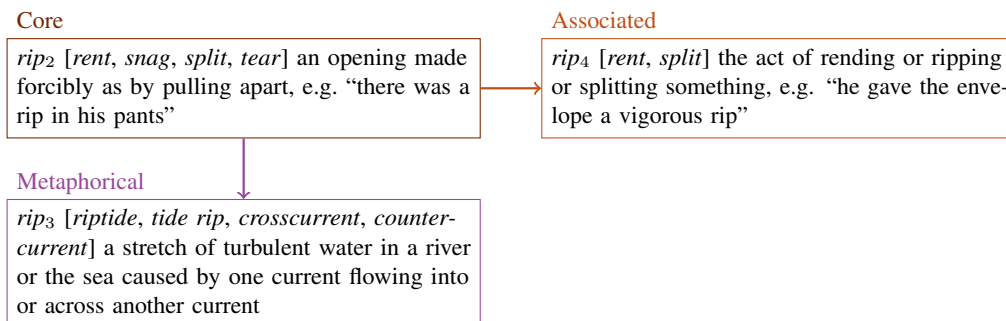 Core
rip2 [rent, snag, split, tear] an opening made
forcibly as by pulling apart, e.g. “there was a
rip in his pants”
Associated
rip4 [rent, split] the act of rending or ripping
or splitting something, e.g. “he gave the enve-
lope a vigorous rip”
Metaphorical
rip3 [riptide, tide rip, crosscurrent, counter-
current] a stretch of turbulent water in a river
or the sea caused by one current flowing into
or across another current